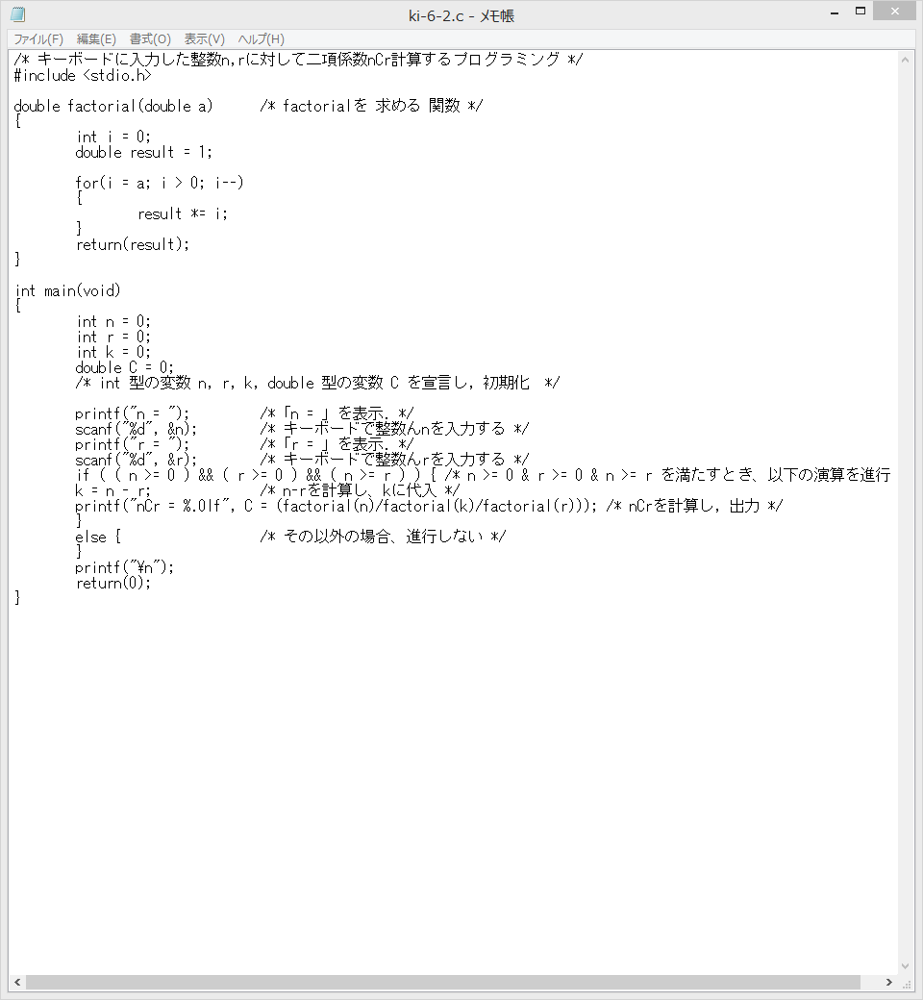 ki-6-2.c - メモ帳
ファイル(F) 編集(E) 書式(O) 表示(V) ヘルプ(H)
/* キーボードに入力した整数n,rに対して二項係数nCr計算するプログラミング */
#include <stdio.h>
double factorial(double a)	/* factorialを 求める 関数 */
{
	int i = 0;
	double result = 1;
	for(i = a; i > 0; i--)
	{
		result *= i;
	}
	return(result);
}
int main(void)
{
	int n = 0;
	int r = 0;
	int k = 0;
	double C = 0;
	/* int 型の変数 n, r, k, double 型の変数 C を宣言し, 初期化　*/
	printf("n = ");		/*「n = 」を表示. */
	scanf("%d", &n);	/* キーボードで整数んnを入力する */
	printf("r = ");		/*「r = 」を表示. */
	scanf("%d", &r);	/* キーボードで整数んrを入力する */
	if ( ( n >= 0 ) && ( r >= 0 ) && ( n >= r ) ) { /* n >= 0 & r >= 0 & n >= r を満たすとき、以下の演算を進行
	k = n - r;		/* n-rを計算し、kに代入 */
	printf("nCr = %.0lf", C = (factorial(n)/factorial(k)/factorial(r))); /* nCrを計算し, 出力 */
	}
	else {			/* その以外の場合、進行しない */
	}
	printf("¥n");
	return(0);
}